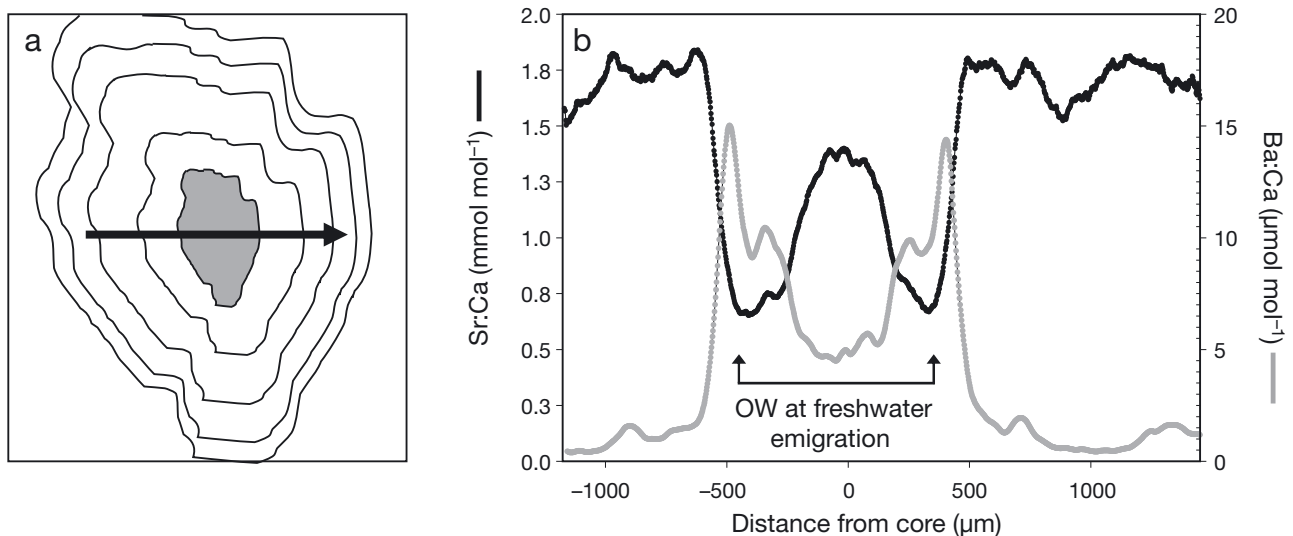 a
b
Sr:Ca (mmol mol–1)
2.0
1.8
1.5
1.3
1.0
0.8
0.5
0.3
0.0
20
15
10
5
0
Ba:Ca (µmol mol–1)
OW at freshwater
emigration
–1000
–500
0
500
1000
Distance from core (µm)